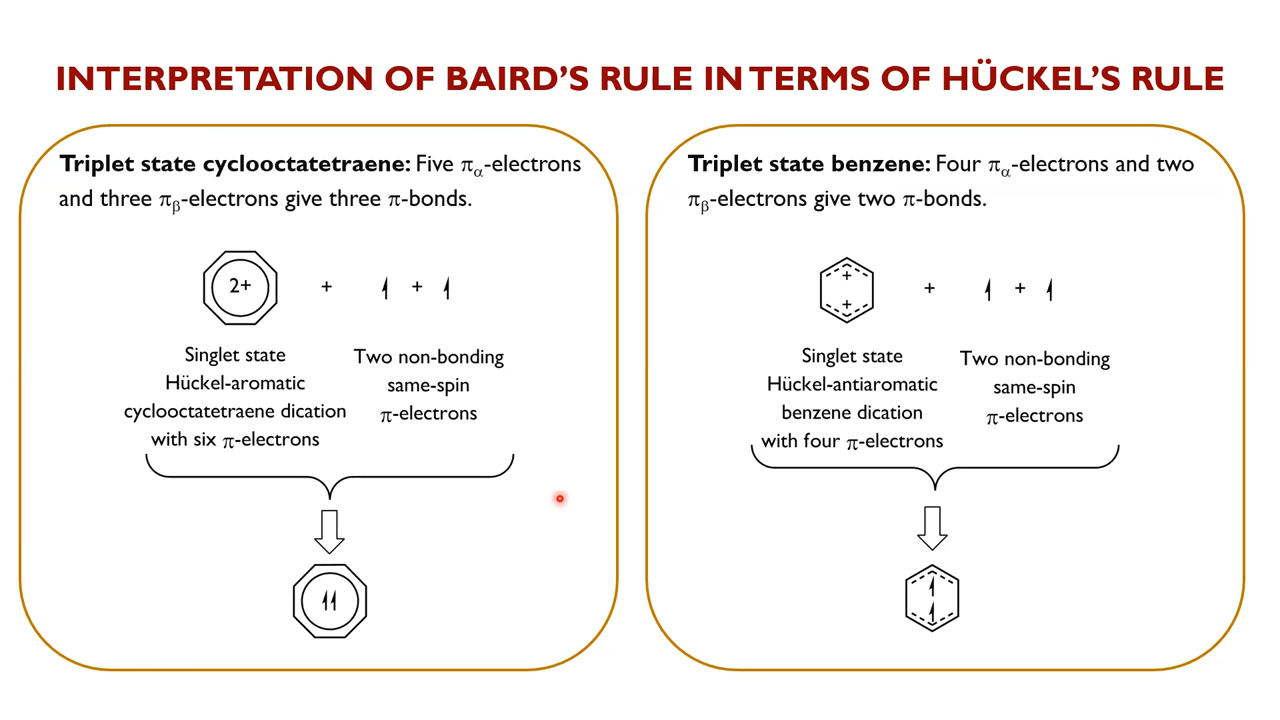 INTERPRETATION OF BAIRD'S RULE IN TERMS OF HÜCKEL'S RULE
Triplet state cyclooctatetraene: Five πα-electrons
and three πβ-electrons give three π-bonds.
2+
+
+
Singlet state
Hückel-aromatic
cyclooctatetraene dication
with six π-electrons
Two non-bonding
same-spin
π-electrons
Triplet state benzene: Four πα-electrons and two
πβ-electrons give two π-bonds.
+
+
+
+
Singlet state
Hückel-antiaromatic
benzene dication
with four π-electrons
Two non-bonding
same-spin
π-electrons